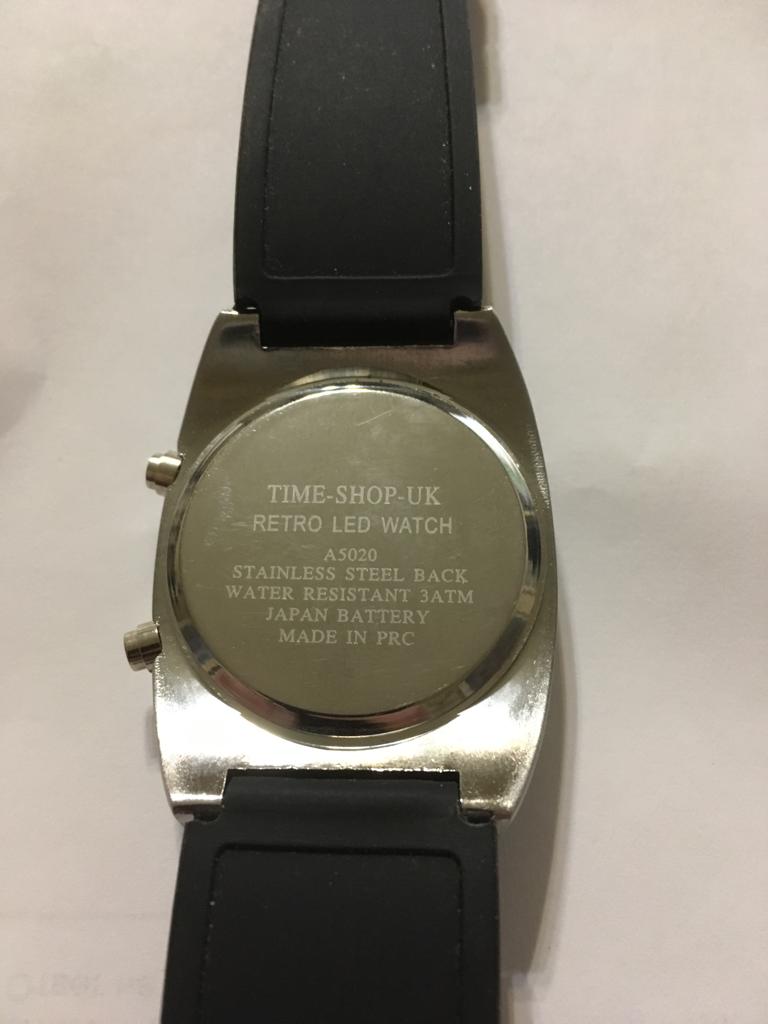 TIME-SHOP-UK
RETRO LED WATCH
A5020
STAINLESS STEEL BACK
WATER RESISTANT 3ATM
JAPAN BATTERY
MADE IN PRC